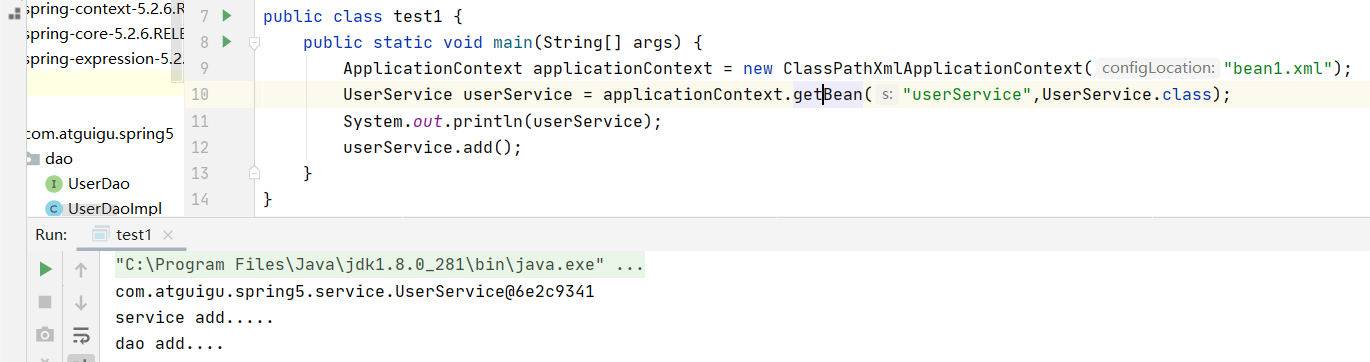 spring-context-5.2.6.R
spring-core-5.2.6.RELE
spring-expression-5.2.
com.atguigu.spring5
dao
I UserDao
C UserDaoImpl
7 public class test1 {
8 public static void main(String[] args) {
9 ApplicationContext applicationContext = new ClassPathXmlApplicationContext( configLocation: "bean1.xml");
10 UserService userService = applicationContext.getBean( s: "userService",UserService.class);
11 System.out.println(userService);
12 userService.add();
13 }
14 }
Run: test1 ×
"C:\Program Files\Java\jdk1.8.0_281\bin\java.exe" ...
com.atguigu.spring5.service.UserService@6e2c9341
service add.....
dao add....